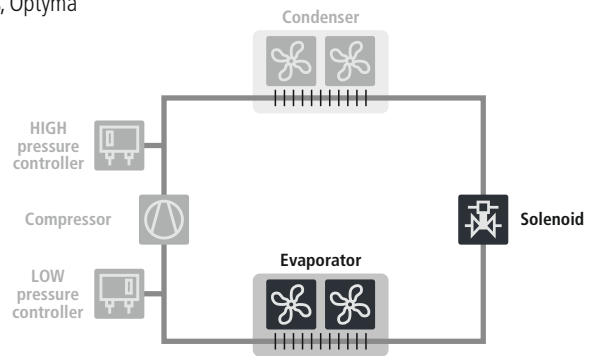 , Optyma
Condenser
HIGH
pressure
controller
Compressor
Solenoid
Evaporator
LOW
pressure
controller